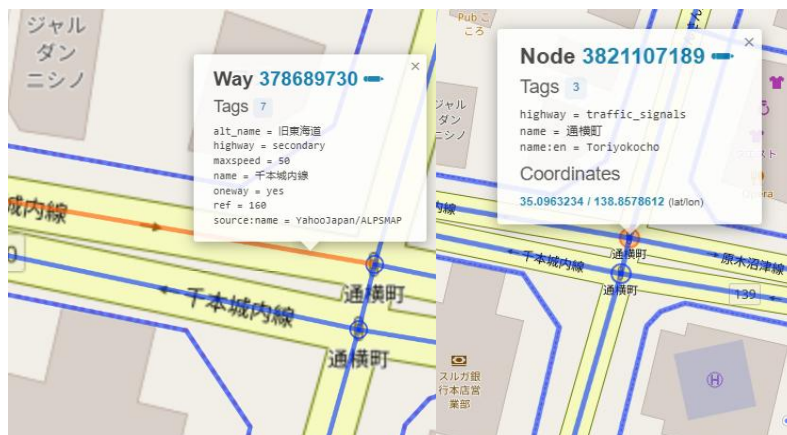 ジャル
ダン
ニシノ
Way 378689730
×
Tags 7
alt_name = 旧東海道
highway = secondary
maxspeed = 50
name = 千本城内線
oneway = yes
ref = 160
source:name = YahooJapan/ALPSMAP
城内線
通横町
千本城内線
通横町
Pub こ
ころ
Node 3821107189
×
Tags 3
highway = traffic_signals
name = 通横町
name:en = Toriyokocho
Coordinates
35.0963234 / 138.8578612 (lat/lon)
ジャル
ニシノ
内線
通横町
千本城内線
通横町
原木沼津線
139
スルガ銀
行本店営
業部
H